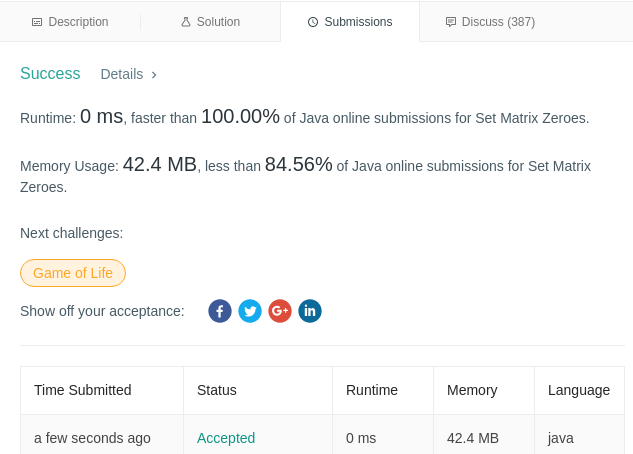 Description Solution Submissions Discuss (387)
Success Details >
Runtime: 0 ms, faster than 100.00% of Java online submissions for Set Matrix Zeroes.
Memory Usage: 42.4 MB, less than 84.56% of Java online submissions for Set Matrix
Zeroes.
Next challenges:
Game of Life
Show off your acceptance: f G+ in
Time Submitted Status Runtime Memory Language
a few seconds ago Accepted 0 ms 42.4 MB java